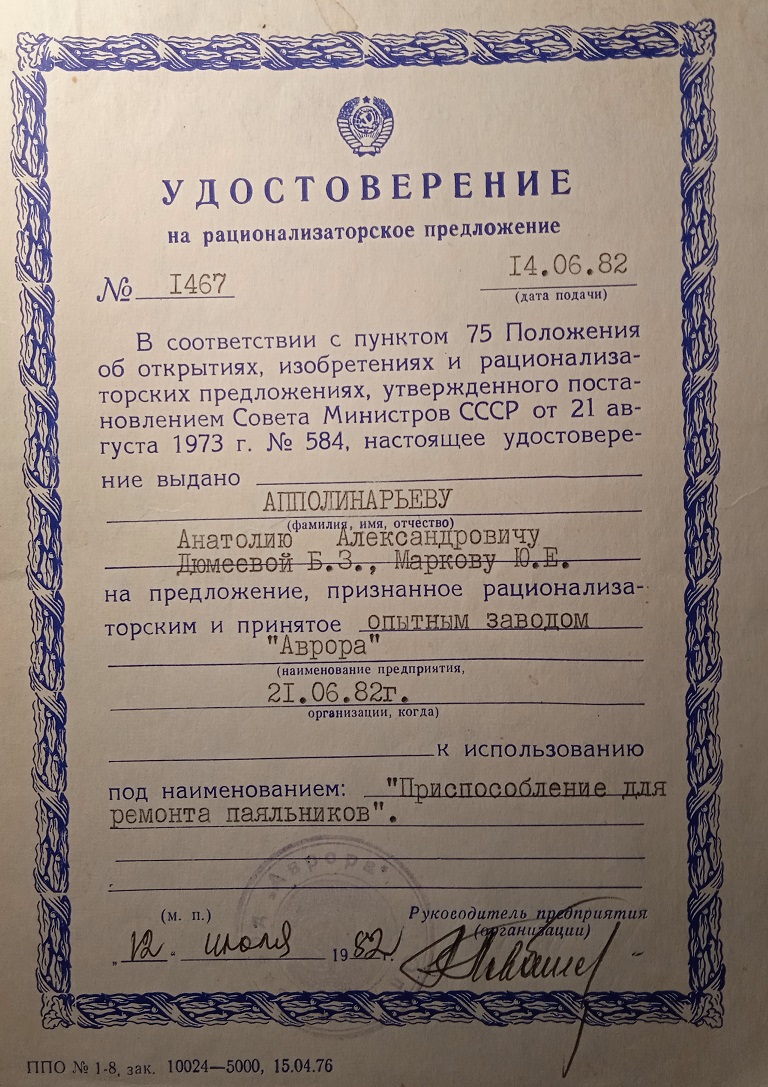 УДОСТОВЕРЕНИЕ
на рационализаторское предложение
№ I467
I4.06.82
(дата подачи)
В соответствии с пунктом 75 Положения
об открытиях, изобретениях и рационализа-
торских предложениях, утвержденного поста-
новлением Совета Министров СССР от 21 ав-
густа 1973 г. № 584, настоящее удостовере-
ние выдано
АППОЛИНАРЬЕВУ
(фамилия, имя, отчество)
Анатолию Александровичу
Дюмеевой Б.З., Маркову Ю.Е.
на предложение, признанное рационализа-
торским и принятое опытным заводом
"Аврора"
(наименование предприятия,
2I.06.82г.
организации, когда)
к использованию
под наименованием: "Приспособление для
ремонта паяльников".
Аврора
(м. п.)
Руководитель предприятия
(организации)
„12" июля 1982г.
ППО № 1-8, зак. 10024—5000, 15.04.76